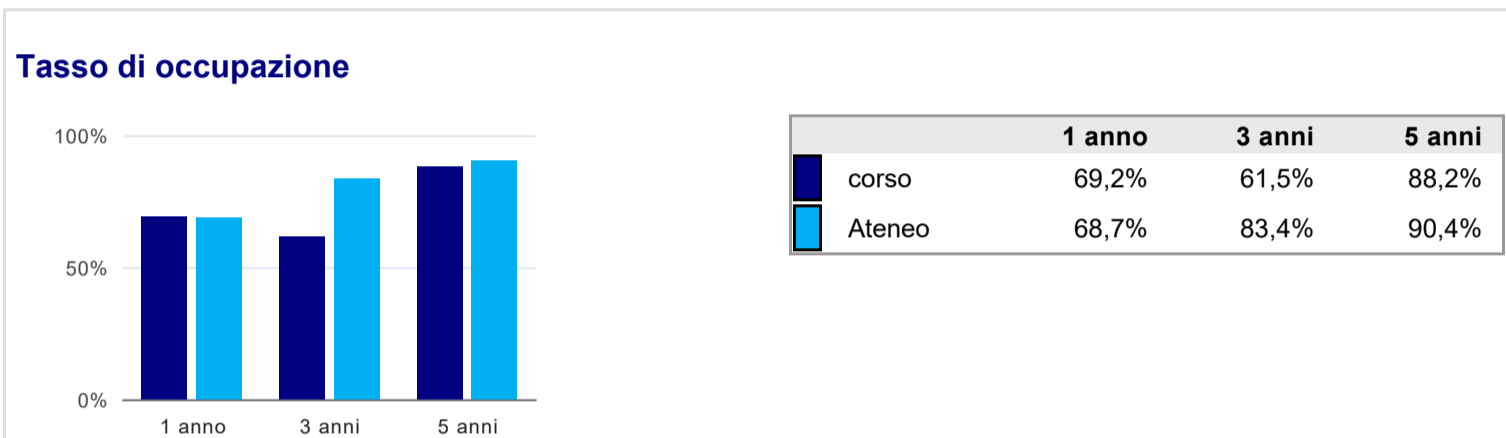 Tasso di occupazione
100%
50%
0%
1 anno 3 anni 5 anni
1 anno 3 anni 5 anni
corso 69,2% 61,5% 88,2%
Ateneo 68,7% 83,4% 90,4%